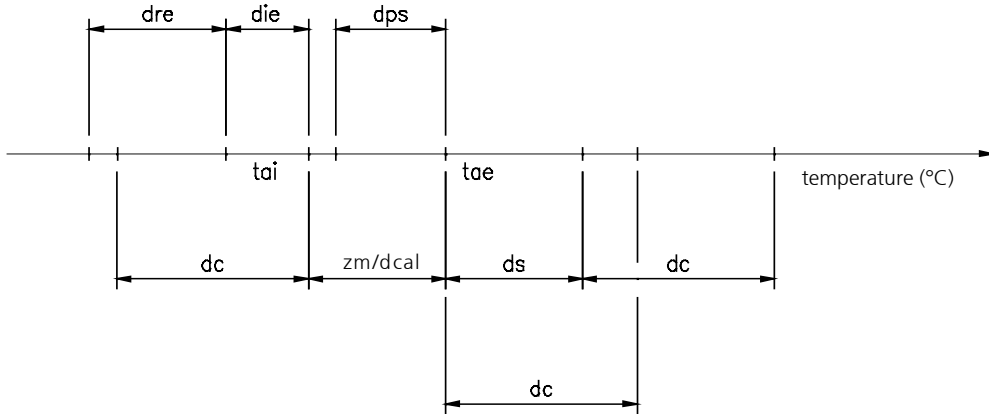 dre die dps
tai tae
temperature (°C)
dc zm/dcal ds dc
dc